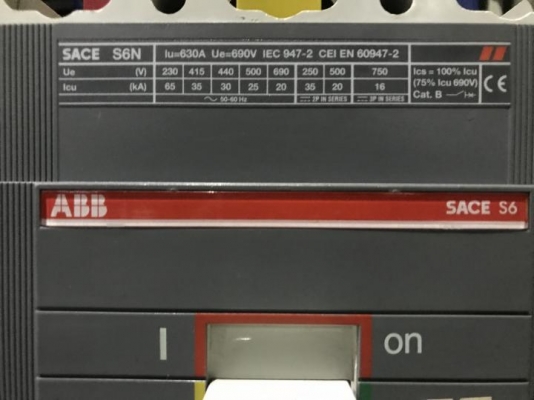 SACE S6N Iu=630A Ue=690V IEC 947-2 CEI EN 60947-2
Ue (V) 230 415 440 500 690 250 500 750 Ics = 100% Icu
Icu (kA) 65 35 30 25 20 35 20 16 (75% Icu 690V)
50-60 Hz 2P IN SERIES 3P IN SERIES Cat. B
CE
ABB SACE S6
I on